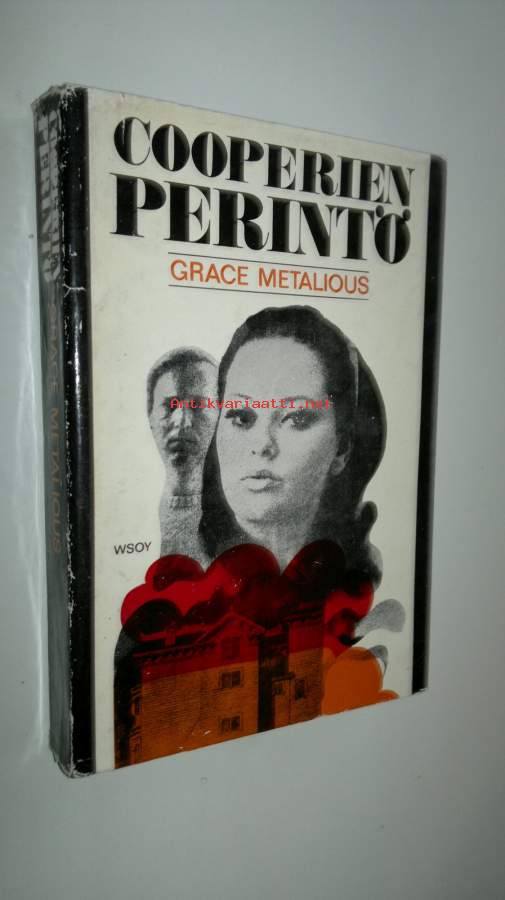 COOPERIEN
PERINTÖ
GRACE METALIOUS
Antikvariaatti.net
WSOY
COOPERIEN
PERINTÖ GRACE METALIOUS